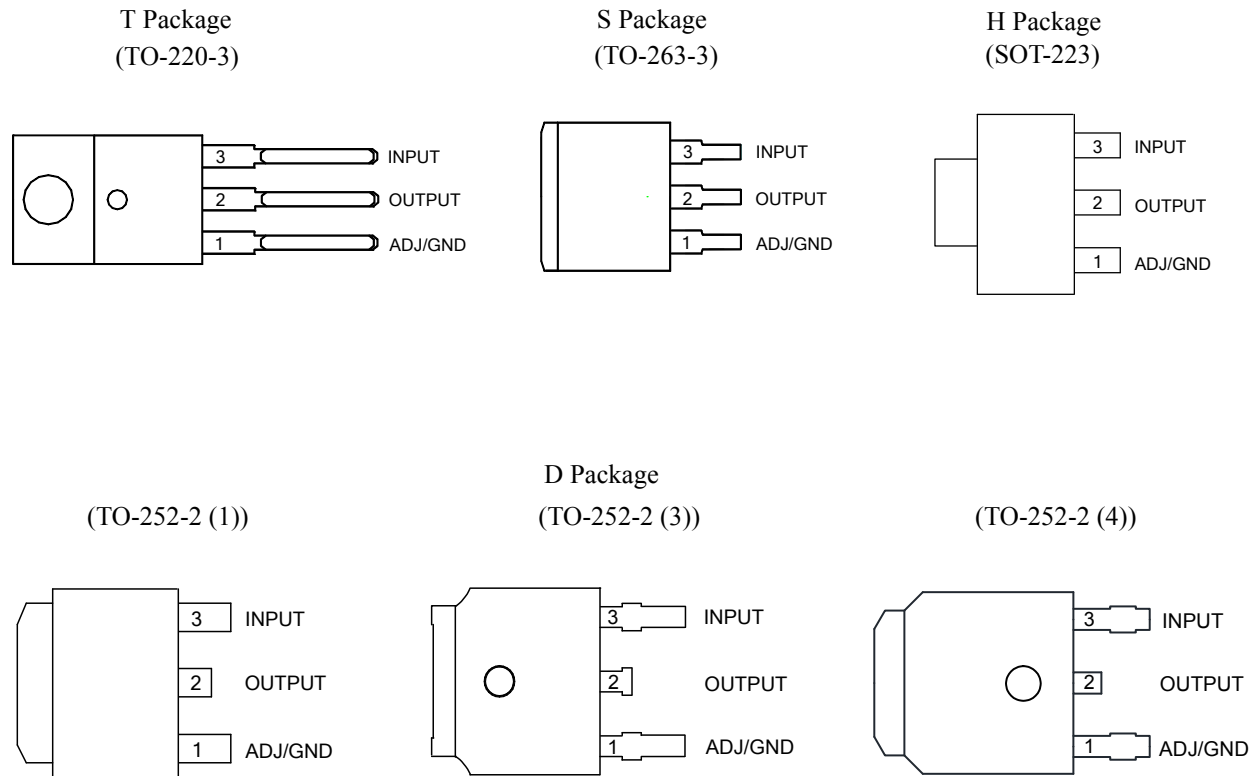 T Package
(TO-220-3)
S Package
(TO-263-3)
H Package
(SOT-223)
3 INPUT
2 OUTPUT
1 ADJ/GND
3 INPUT
2 OUTPUT
1 ADJ/GND
3 INPUT
2 OUTPUT
1 ADJ/GND
D Package
(TO-252-2 (1))
(TO-252-2 (3))
(TO-252-2 (4))
3 INPUT
2 OUTPUT
1 ADJ/GND
3 INPUT
2 OUTPUT
1 ADJ/GND
3 INPUT
2 OUTPUT
1 ADJ/GND